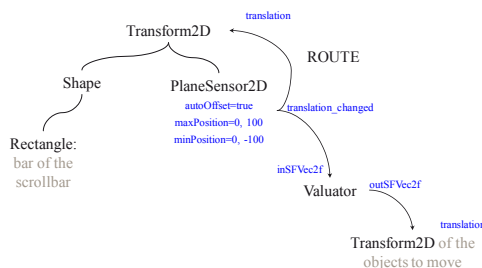 translation
Transform2D
ROUTE
Shape
PlaneSensor2D
autoOffset=true
translation_changed
maxPosition=0, 100
minPosition=0, -100
Rectangle:
bar of the
scrollbar
inSFVec2f
Valuator
outSFVec2f
translation
Transform2D of the
objects to move